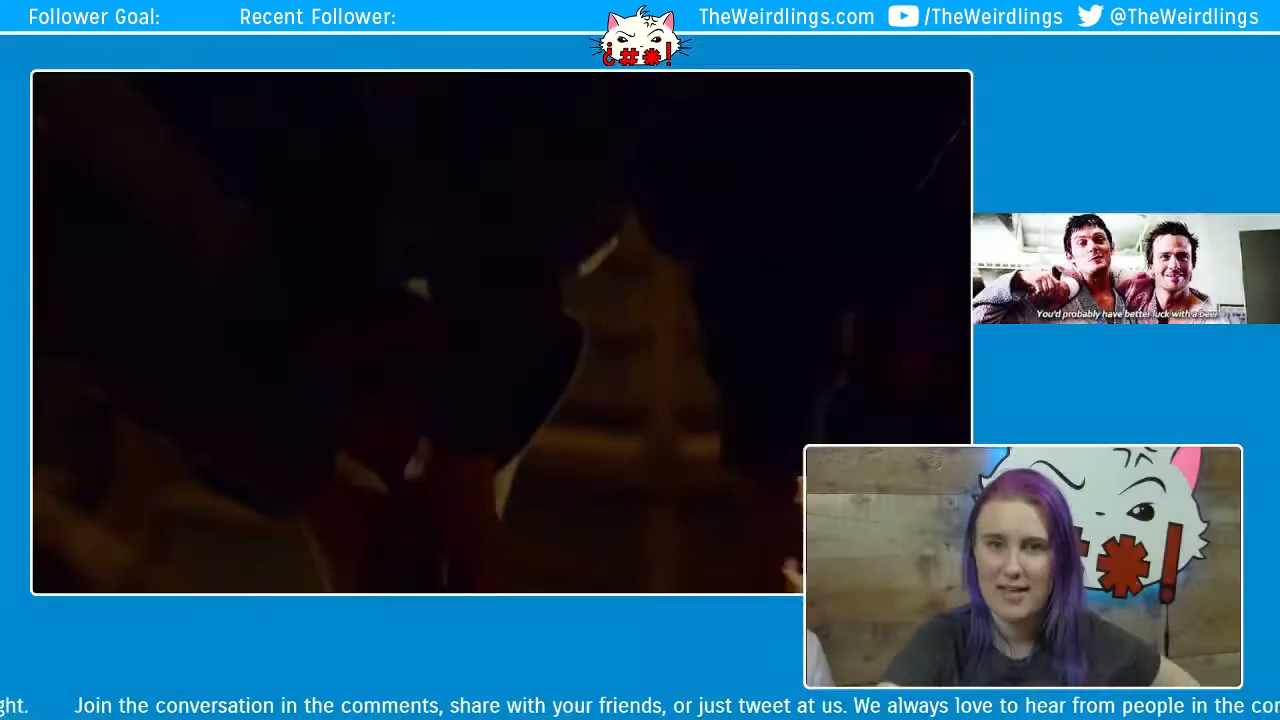 Follower Goal:
Recent Follower:
¿#*!
TheWeirdlings.com
/TheWeirdlings
@TheWeirdlings
You'd probably have better luck with a beer.
#*!
ght. Join the conversation in the comments, share with your friends, or just tweet at us. We always love to hear from people in the co